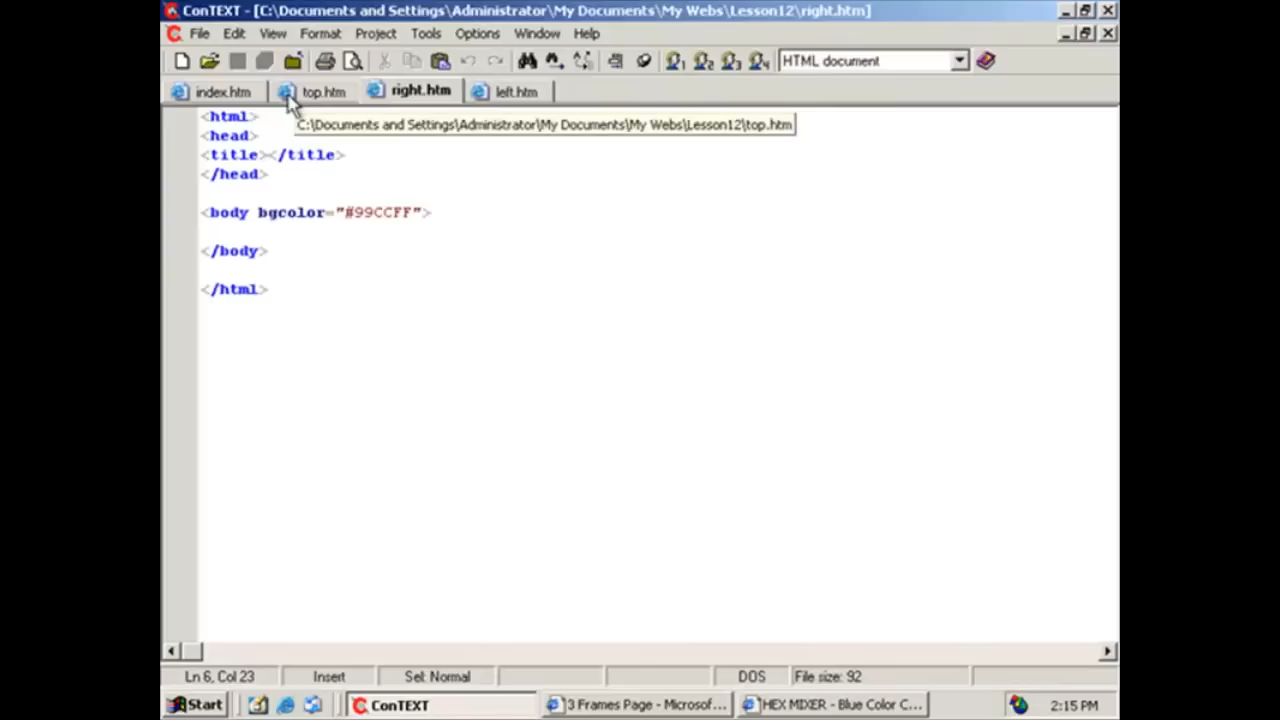 ConTEXT - [C:\Documents and Settings\Administrator\My Documents\My Webs\Lesson12\right.htm]
File Edit View Format Project Tools Options Window Help
1 2 3 4 HTML document
index.htm top.htm right.htm left.htm
C:\Documents and Settings\Administrator\My Documents\My Webs\Lesson12\top.htm
<html>
<head>
<title></title>
</head>
<body bgcolor="#99CCFF">
</body>
</html>
Ln 6, Col 23 Insert Sel: Normal DOS File size: 92
Start ConTEXT 3 Frames Page - Microsof... HEX MIXER - Blue Color C... 2:15 PM